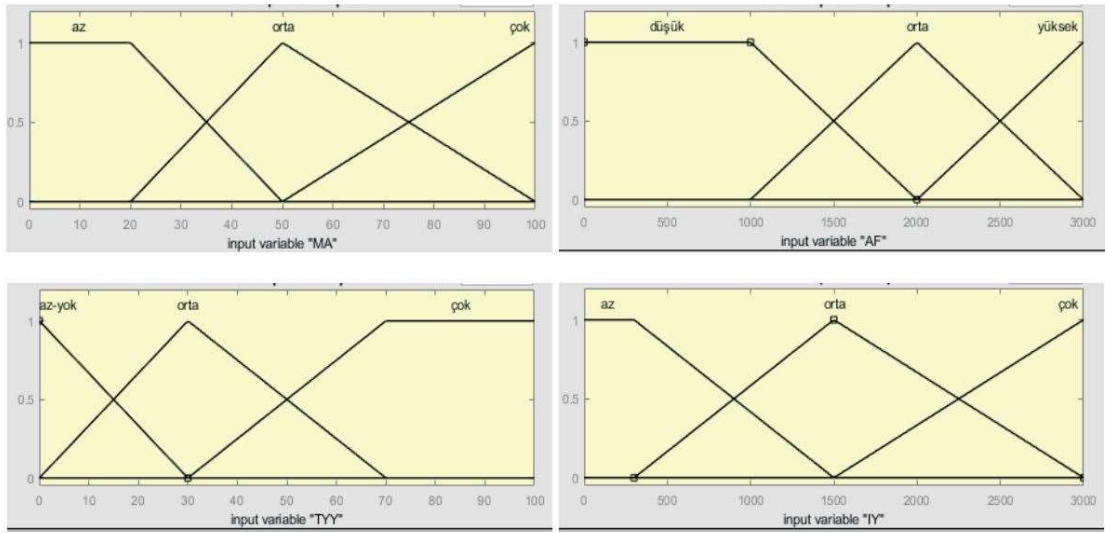 az orta çok
1
0.5
0
0 10 20 30 40 50 60 70 80 90 100
input variable "MA"
düşük orta yüksek
1
0.5
0
0 500 1000 1500 2000 2500 3000
input variable "AF"
az-yok orta çok
1
0.5
0
0 10 20 30 40 50 60 70 80 90 100
input variable "TYY"
az orta çok
1
0.5
0
0 500 1000 1500 2000 2500 3000
input variable "IY"